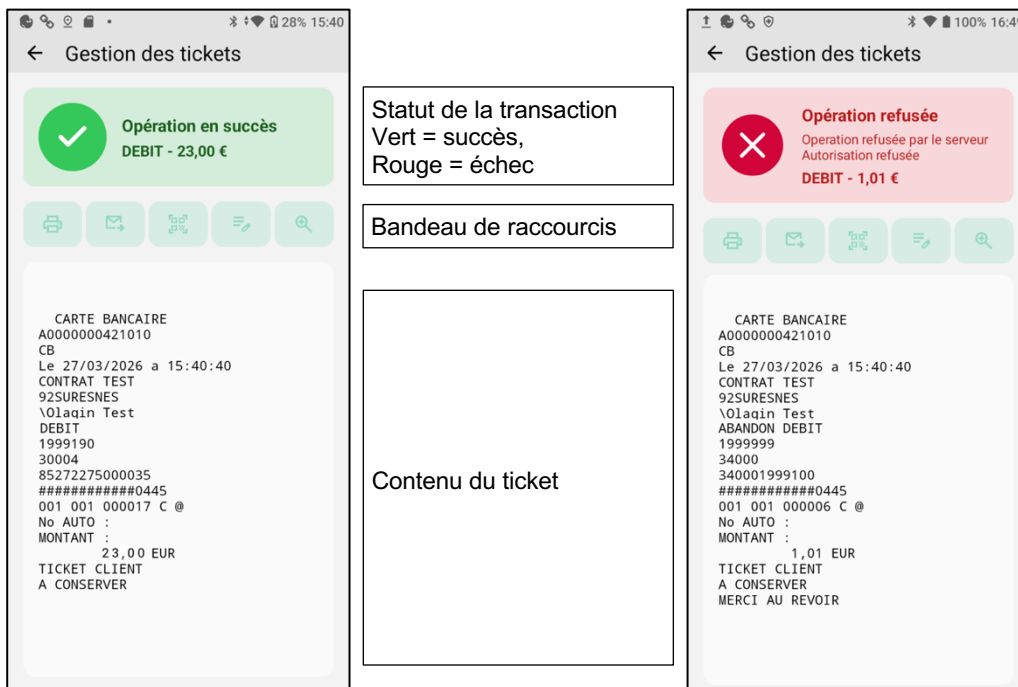 28% 15:40
Gestion des tickets
Opération en succès
DEBIT - 23,00 €
CARTE BANCAIRE
A0000000421010
CB
Le 27/03/2026 a 15:40:40
CONTRAT TEST
92SURESNES
\Olaqin Test
DEBIT
1999190
30004
85272275000035
############0445
001 001 000017 C @
No AUTO :
MONTANT :
23,00 EUR
TICKET CLIENT
A CONSERVER
Statut de la transaction
Vert = succès,
Rouge = échec
Bandeau de raccourcis
Contenu du ticket
100% 16:49
Gestion des tickets
Opération refusée
Operation refusée par le serveur
Autorisation refusée
DEBIT - 1,01 €
CARTE BANCAIRE
A0000000421010
CB
Le 27/03/2026 a 15:40:40
CONTRAT TEST
92SURESNES
\Olaqin Test
ABANDON DEBIT
1999999
34000
340001999100
############0445
001 001 000006 C @
No AUTO :
MONTANT :
1,01 EUR
TICKET CLIENT
A CONSERVER
MERCI AU REVOIR